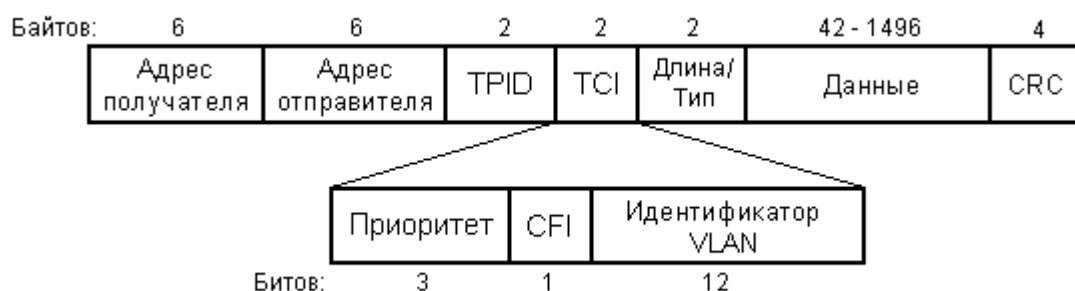 Байтов: 6 6 2 2 2 42 - 1496 4
Адрес получателя Адрес отправителя TPID TCI Длина/ Тип Данные CRC
Приоритет CFI Идентификатор VLAN
Битов: 3 1 12